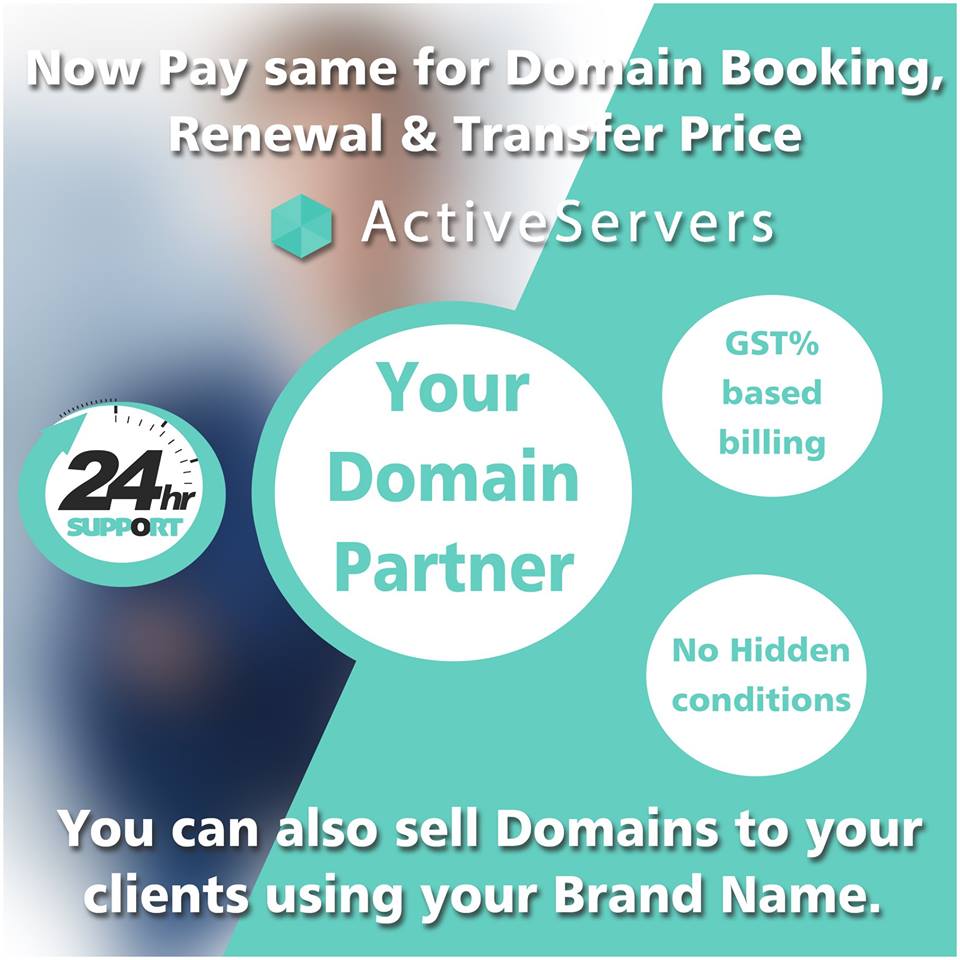 Now Pay same for Domain Booking,
Renewal & Transfer Price
ActiveServers
Your
Domain
Partner
GST%
based
billing
24hr
SUPPORT
No Hidden
conditions
You can also sell Domains to your
clients using your Brand Name.